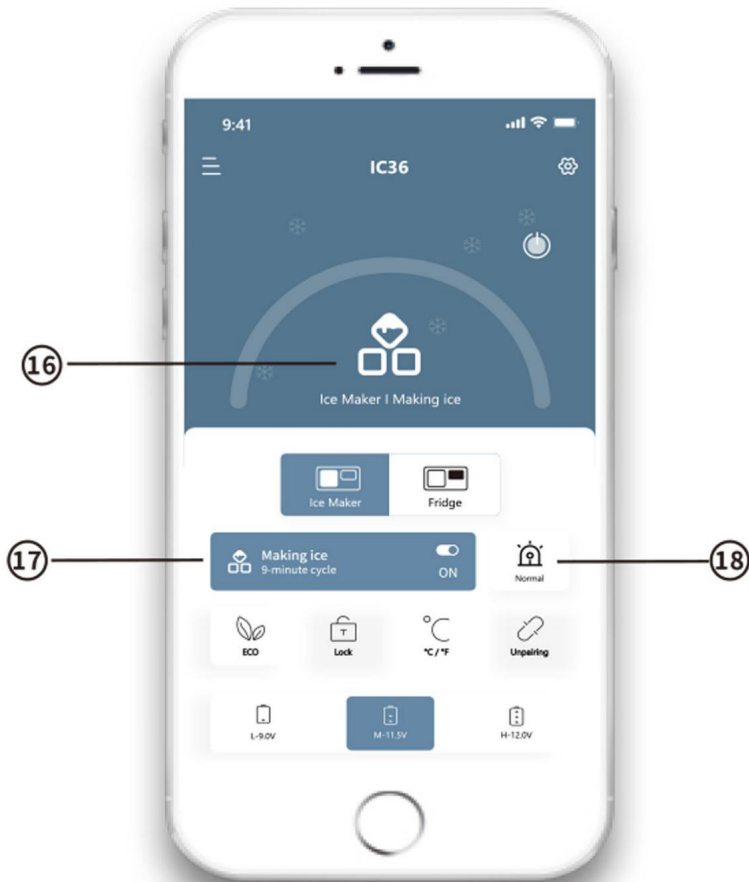 9:41
IC36
⑯
Ice Maker I Making ice
Ice Maker
Fridge
⑰
Making ice
9-minute cycle
ON
Normal
⑱
ECO
T
Lock
°C
°C / °F
Unpairing
L-9.0V
M-11.5V
H-12.0V